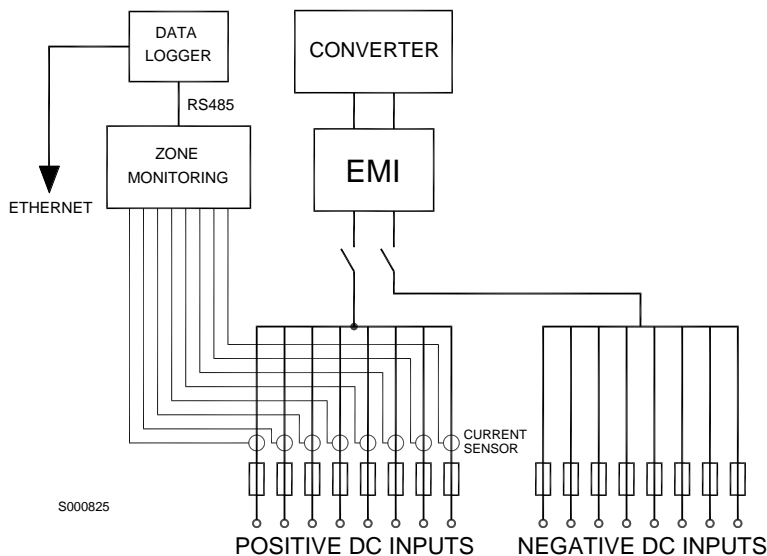 DATA
LOGGER
CONVERTER
RS485
ZONE
MONITORING
EMI
ETHERNET
CURRENT
SENSOR
S000825
POSITIVE DC INPUTS
NEGATIVE DC INPUTS